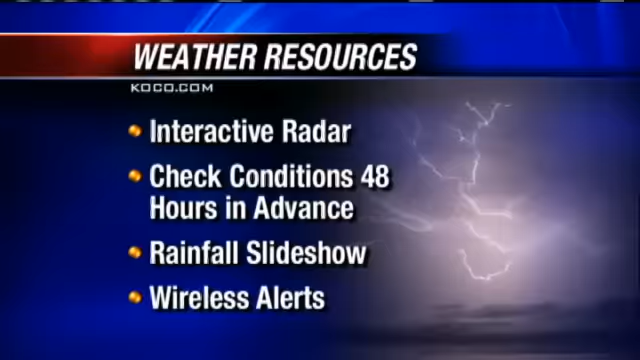 WEATHER RESOURCES
KOCO.COM
Interactive Radar
Check Conditions 48
Hours in Advance
Rainfall Slideshow
Wireless Alerts